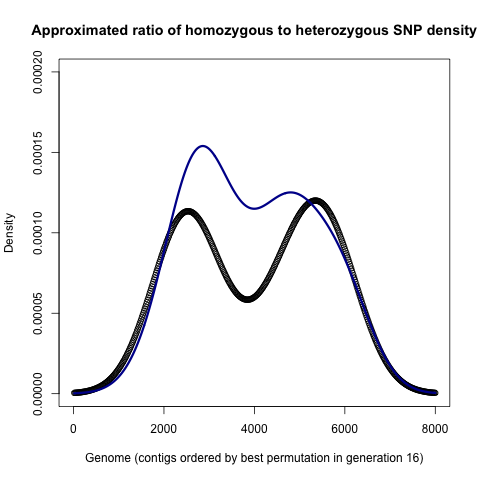 Approximated ratio of homozygous to heterozygous SNP density
0.00020
0.00015
0.00010
0.00005
0.00000
Density
0 2000 4000 6000 8000
Genome (contigs ordered by best permutation in generation 16)